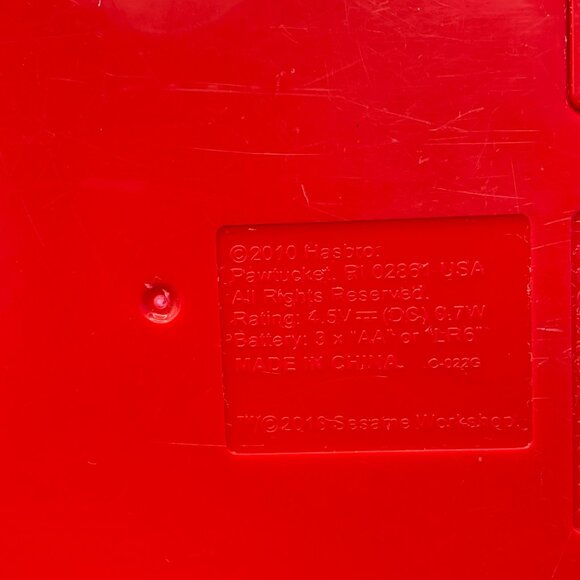 ©2010 Hasbro.
Pawtucket, RI 02861 USA
All Rights Reserved.
Rating: 4.5V⎓(DC) 0.7W
Battery: 3 x "AA" or "LR6"
MADE IN CHINA. C-022G
TM/©2010 Sesame Workshop.